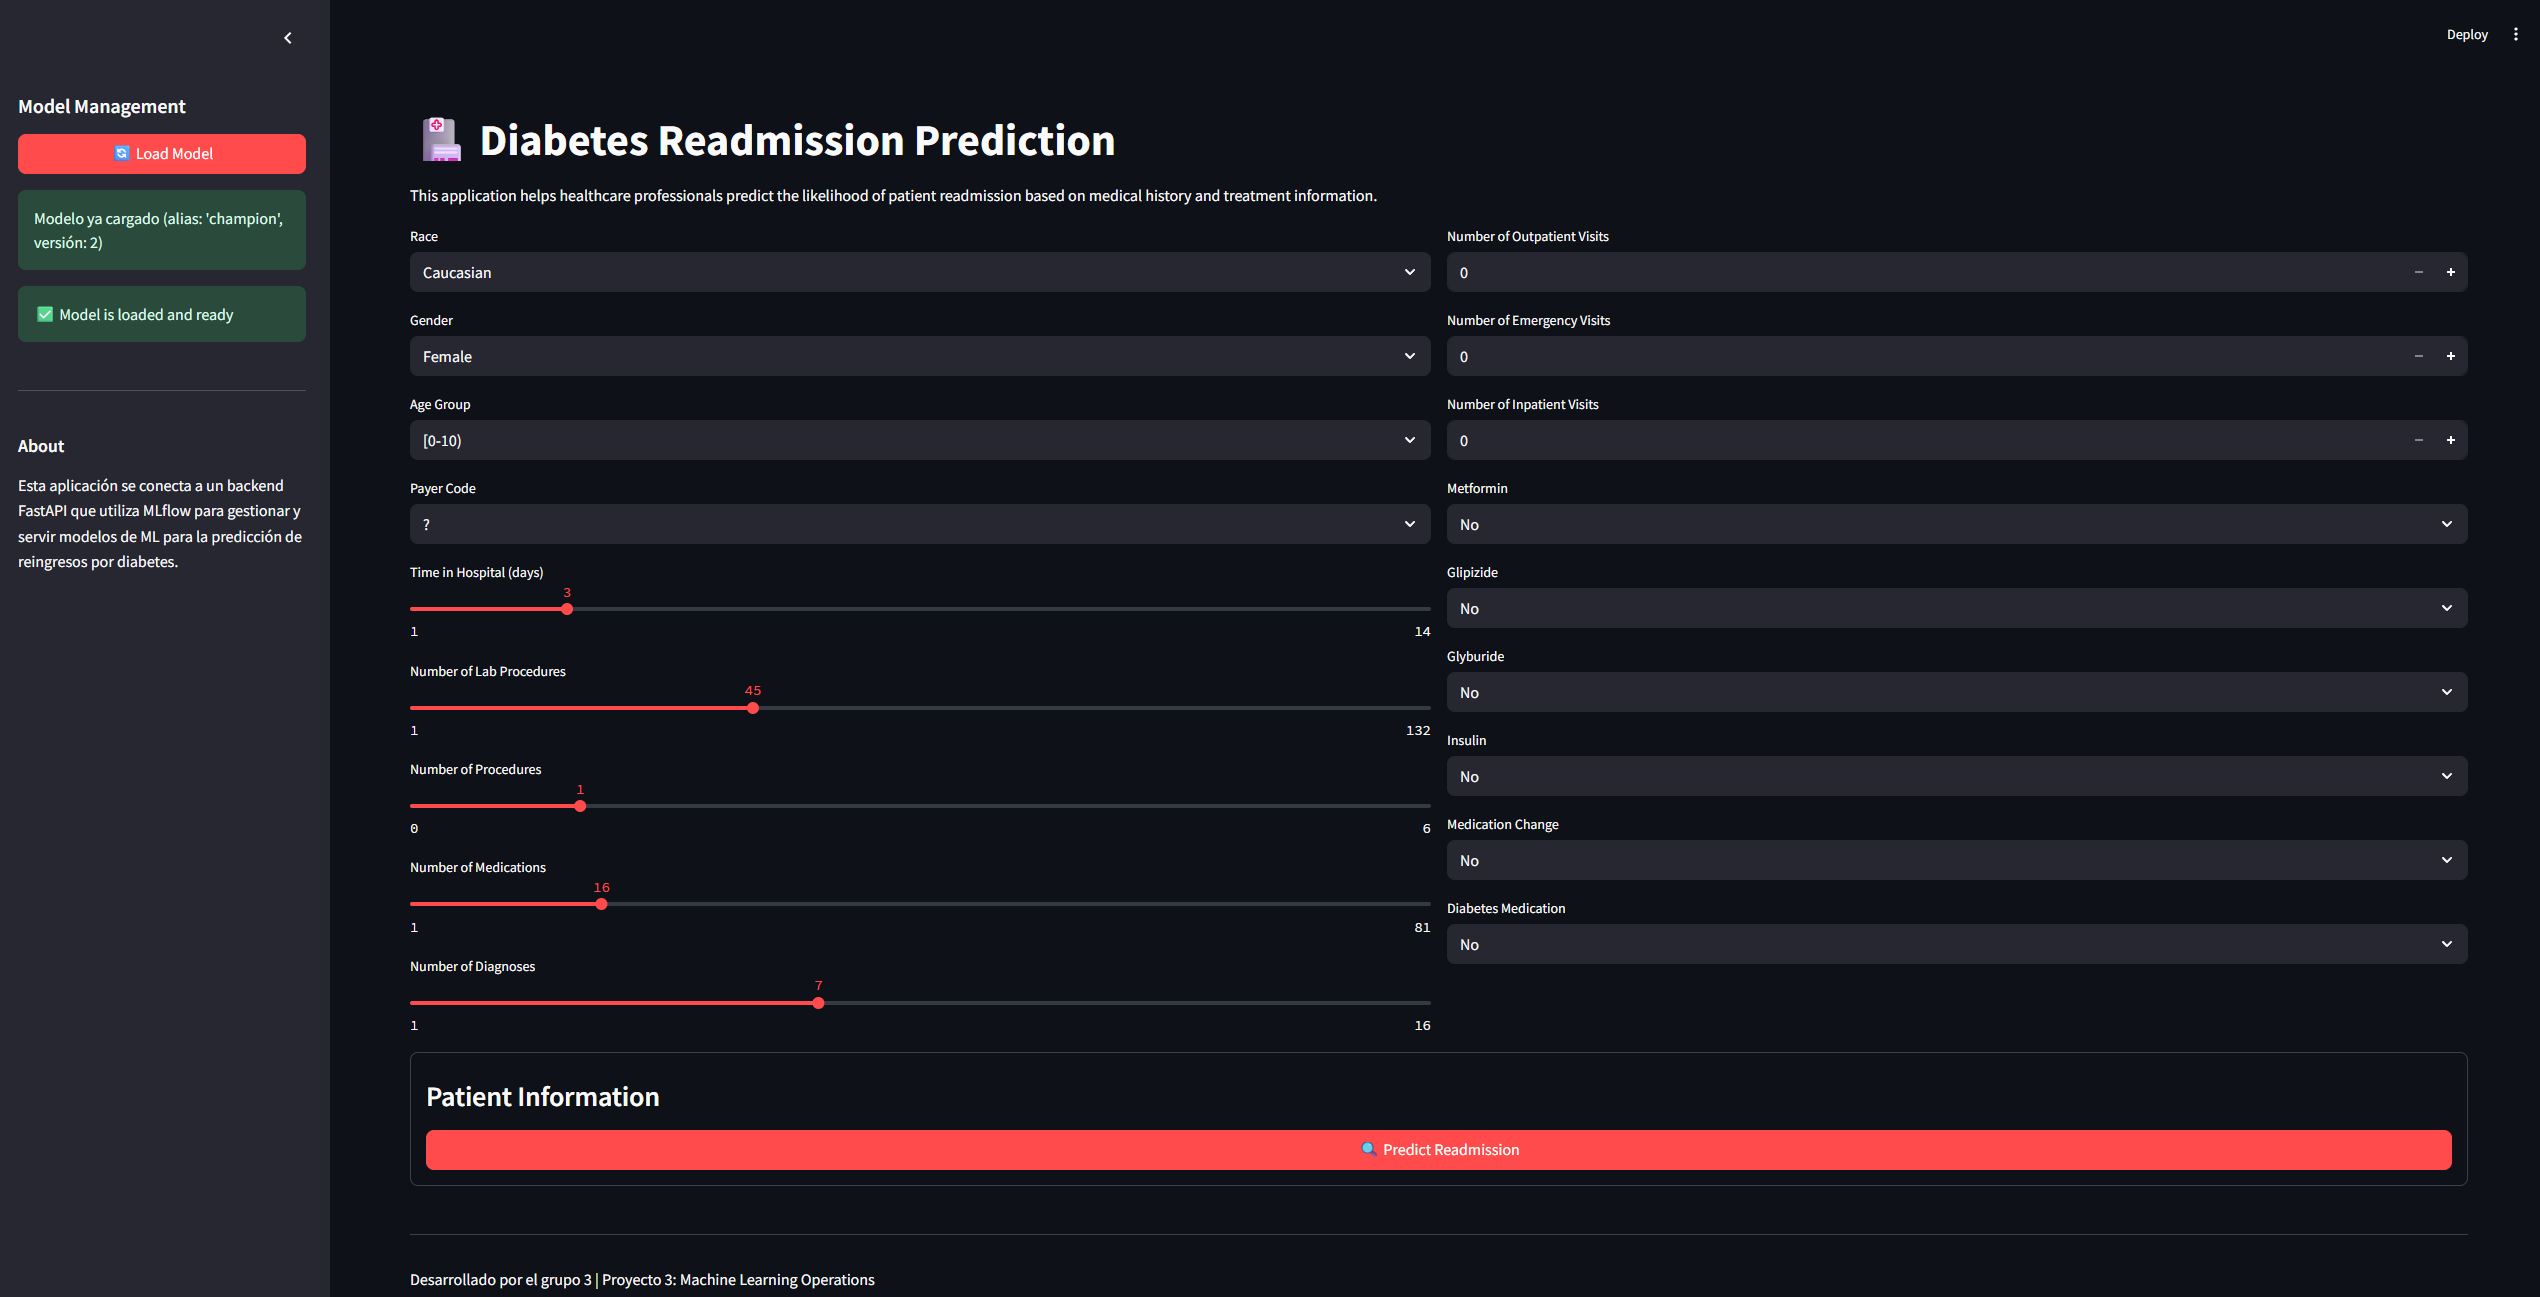 Deploy
Model Management
Load Model
Modelo ya cargado (alias: 'champion',
versión: 2)
Model is loaded and ready
About
Esta aplicación se conecta a un backend
FastAPI que utiliza MLflow para gestionar y
servir modelos de ML para la predicción de
reingresos por diabetes.
Diabetes Readmission Prediction
This application helps healthcare professionals predict the likelihood of patient readmission based on medical history and treatment information.
Race
Caucasian
Gender
Female
Age Group
[0-10)
Payer Code
?
Time in Hospital (days)
3
1 14
Number of Lab Procedures
45
1 132
Number of Procedures
1
0 6
Number of Medications
16
1 81
Number of Diagnoses
7
1 16
Number of Outpatient Visits
0
Number of Emergency Visits
0
Number of Inpatient Visits
0
Metformin
No
Glipizide
No
Glyburide
No
Insulin
No
Medication Change
No
Diabetes Medication
No
Patient Information
Predict Readmission
Desarrollado por el grupo 3 | Proyecto 3: Machine Learning Operations